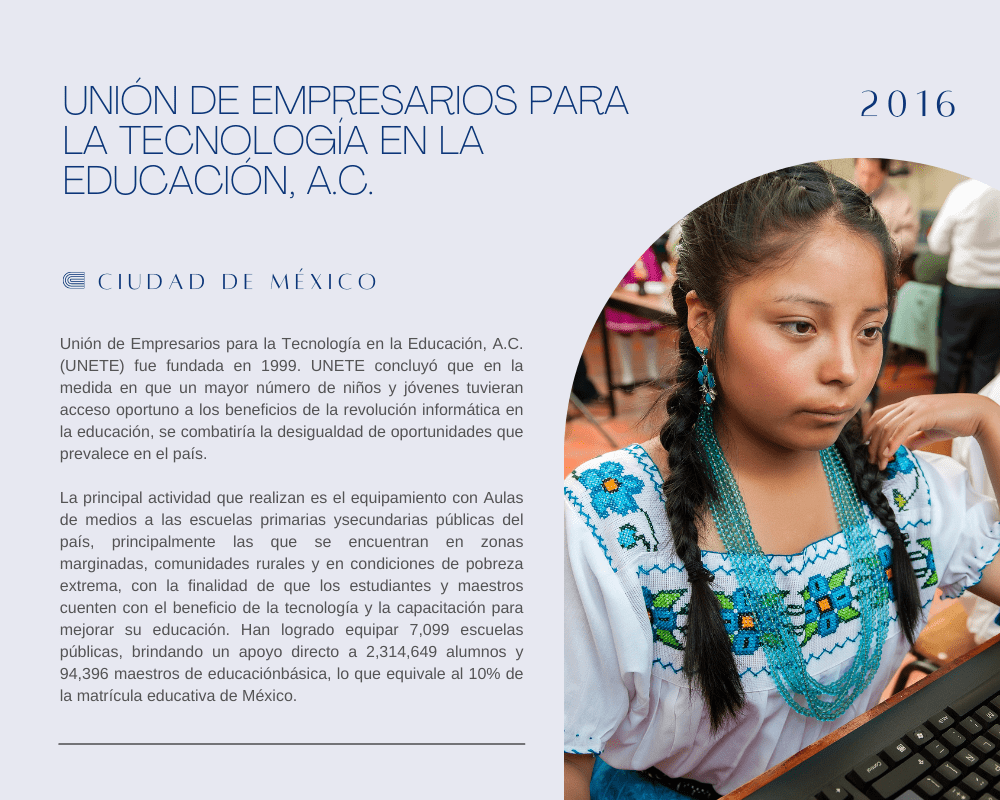 UNIÓN DE EMPRESARIOS PARA
LA TECNOLOGÍA EN LA
EDUCACIÓN, A.C.
2016
CIUDAD DE MÉXICO
Unión de Empresarios para la Tecnología en la Educación, A.C.
(UNETE) fue fundada en 1999. UNETE concluyó que en la
medida en que un mayor número de niños y jóvenes tuvieran
acceso oportuno a los beneficios de la revolución informática en
la educación, se combatiría la desigualdad de oportunidades que
prevalece en el país.
La principal actividad que realizan es el equipamiento con Aulas
de medios a las escuelas primarias ysecundarias públicas del
país, principalmente las que se encuentran en zonas
marginadas, comunidades rurales y en condiciones de pobreza
extrema, con la finalidad de que los estudiantes y maestros
cuenten con el beneficio de la tecnología y la capacitación para
mejorar su educación. Han logrado equipar 7,099 escuelas
públicas, brindando un apoyo directo a 2,314,649 alumnos y
94,396 maestros de educaciónbásica, lo que equivale al 10% de
la matrícula educativa de México.